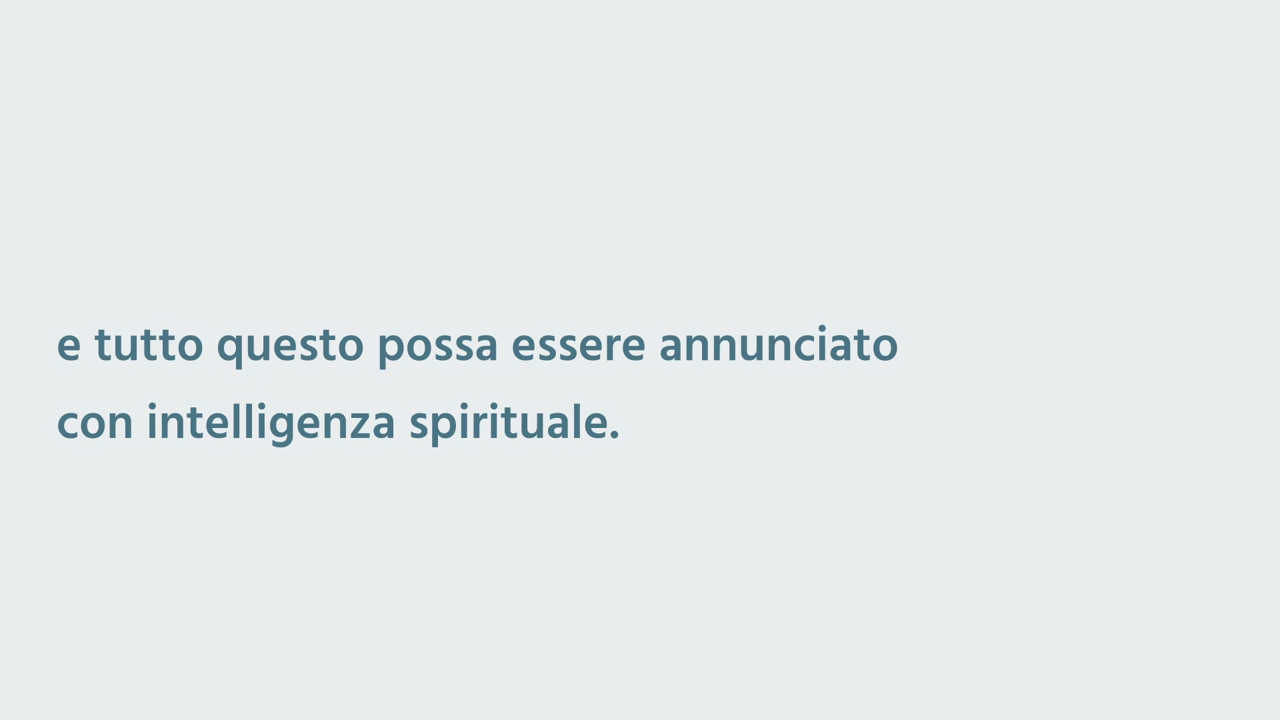 e tutto questo possa essere annunciato
con intelligenza spirituale.